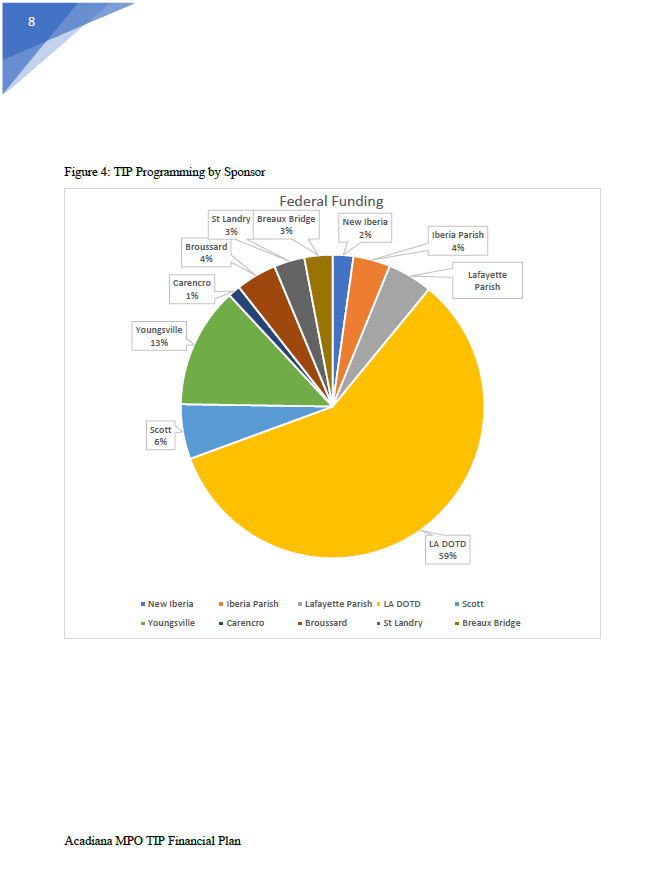 8
Figure 4: TIP Programming by Sponsor
Federal Funding
St Landry
3%
Breaux Bridge
3%
New Iberia
2%
Iberia Parish
4%
Broussard
4%
Lafayette
Parish
Carencro
1%
Youngsville
13%
Scott
6%
LA DOTD
59%
New Iberia Iberia Parish Lafayette Parish LA DOTD Scott
Youngsville Carencro Broussard St Landry Breaux Bridge
Acadiana MPO TIP Financial Plan